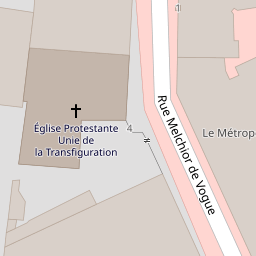 Église Protestante
Unie de
la Transfiguration
4
Rue Melchior de Vogue
Le Métrop